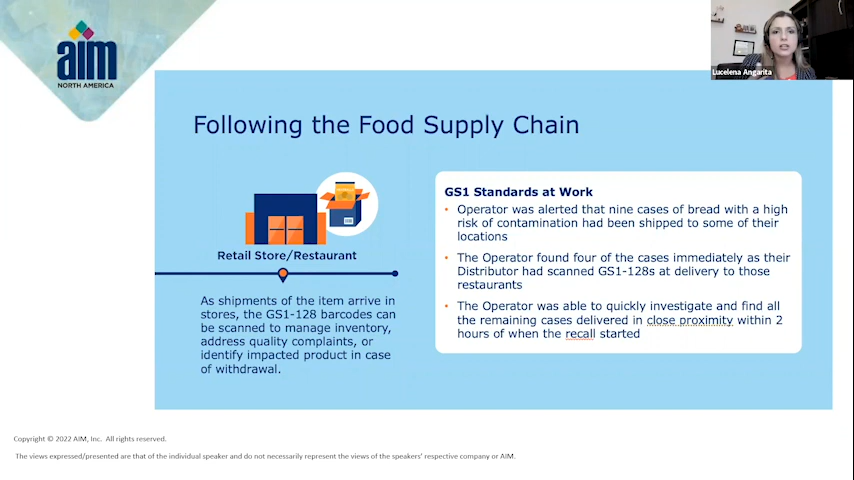 aim
NORTH AMERICA
Lucelena Angarita
Following the Food Supply Chain
Retail Store/Restaurant
As shipments of the item arrive in
stores, the GS1-128 barcodes can
be scanned to manage inventory,
address quality complaints, or
identify impacted product in case
of withdrawal.
GS1 Standards at Work
• Operator was alerted that nine cases of bread with a high
risk of contamination had been shipped to some of their
locations
• The Operator found four of the cases immediately as their
Distributor had scanned GS1-128s at delivery to those
restaurants
• The Operator was able to quickly investigate and find all
the remaining cases delivered in close proximity within 2
hours of when the recall started
Copyright © 2022 AIM, Inc. All rights reserved.
The views expressed/presented are that of the individual speaker and do not necessarily represent the views of the speakers' respective company or AIM.